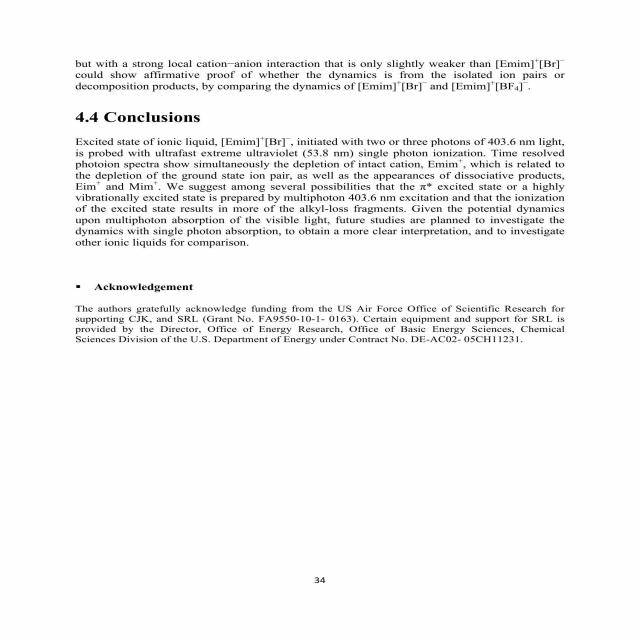 but with a strong local cation−anion interaction that is only slightly weaker than [Emim]⁺[Br]⁻
could show affirmative proof of whether the dynamics is from the isolated ion pairs or
decomposition products, by comparing the dynamics of [Emim]⁺[Br]⁻ and [Emim]⁺[BF₄]⁻.
4.4 Conclusions
Excited state of ionic liquid, [Emim]⁺[Br]⁻, initiated with two or three photons of 403.6 nm light,
is probed with ultrafast extreme ultraviolet (53.8 nm) single photon ionization. Time resolved
photoion spectra show simultaneously the depletion of intact cation, Emim⁺, which is related to
the depletion of the ground state ion pair, as well as the appearances of dissociative products,
Eim⁺ and Mim⁺. We suggest among several possibilities that the π* excited state or a highly
vibrationally excited state is prepared by multiphoton 403.6 nm excitation and that the ionization
of the excited state results in more of the alkyl-loss fragments. Given the potential dynamics
upon multiphoton absorption of the visible light, future studies are planned to investigate the
dynamics with single photon absorption, to obtain a more clear interpretation, and to investigate
other ionic liquids for comparison.
▪ Acknowledgement
The authors gratefully acknowledge funding from the US Air Force Office of Scientific Research for
supporting CJK, and SRL (Grant No. FA9550-10-1- 0163). Certain equipment and support for SRL is
provided by the Director, Office of Energy Research, Office of Basic Energy Sciences, Chemical
Sciences Division of the U.S. Department of Energy under Contract No. DE-AC02- 05CH11231.
34